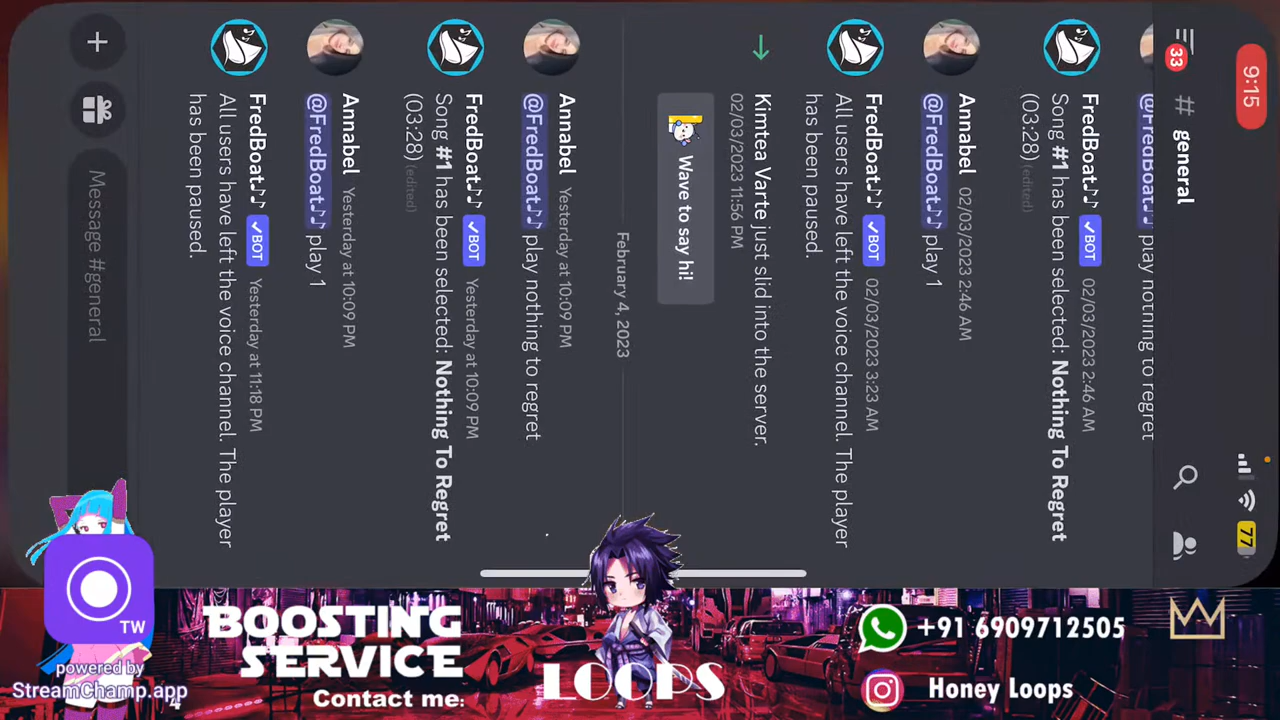 9:15
77
33
# general
@FredBoat♪♪ play nothing to regret
FredBoat♪♪ ✓BOT 02/03/2023 2:46 AM
Song #1 has been selected: Nothing To Regret
(03:28) (edited)
Annabel 02/03/2023 2:46 AM
@FredBoat♪♪ play 1
FredBoat♪♪ ✓BOT 02/03/2023 3:23 AM
All users have left the voice channel. The player
has been paused.
Kimtea Varte just slid into the server.
02/03/2023 11:56 PM
Wave to say hi!
February 4, 2023
Annabel Yesterday at 10:09 PM
@FredBoat♪♪ play nothing to regret
FredBoat♪♪ ✓BOT Yesterday at 10:09 PM
Song #1 has been selected: Nothing To Regret
(03:28) (edited)
Annabel Yesterday at 10:09 PM
@FredBoat♪♪ play 1
FredBoat♪♪ ✓BOT Yesterday at 11:18 PM
All users have left the voice channel. The player
has been paused.
Message #general
TW
powered by
StreamChamp.app
BOOSTING
SERVICE
Contact me:
LOOPS
+91 6909712505
Honey Loops